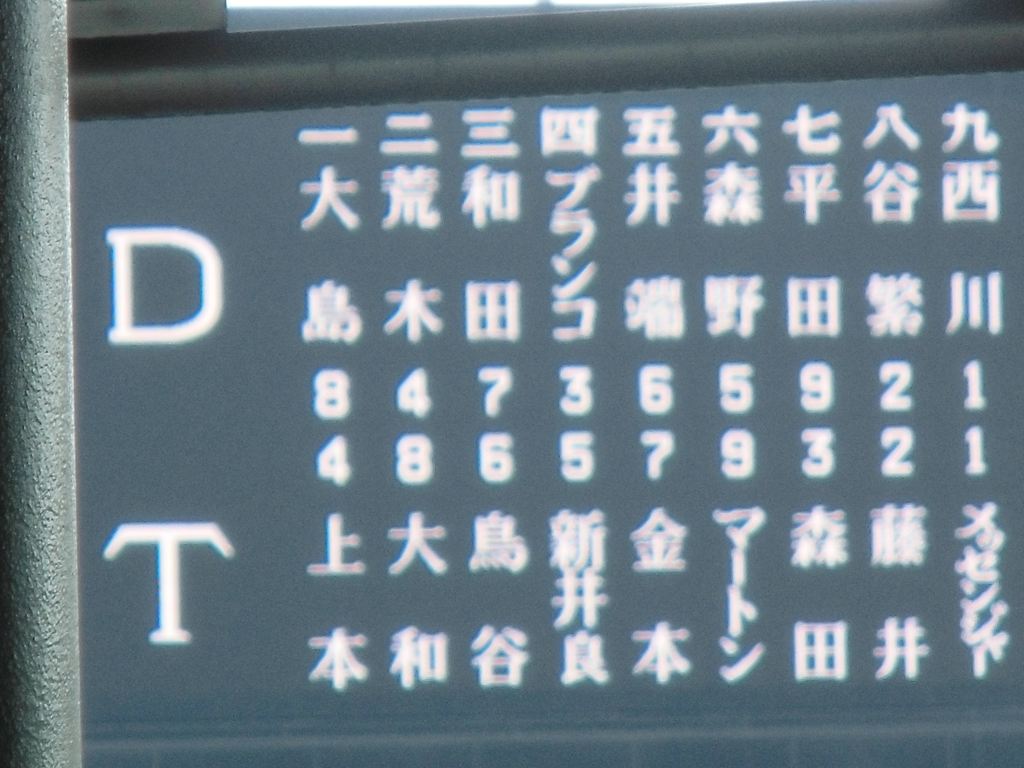 一 二 三 四 五 六 七 八 九
D 大島 荒木 和田 ブランコ 井端 森野 平田 谷繁 西川
8 4 7 3 6 5 9 2 1
4 8 6 5 7 9 3 2 1
T 上本 大和 鳥谷 新井良 金本 マートン 森田 藤井 メッセンジャー